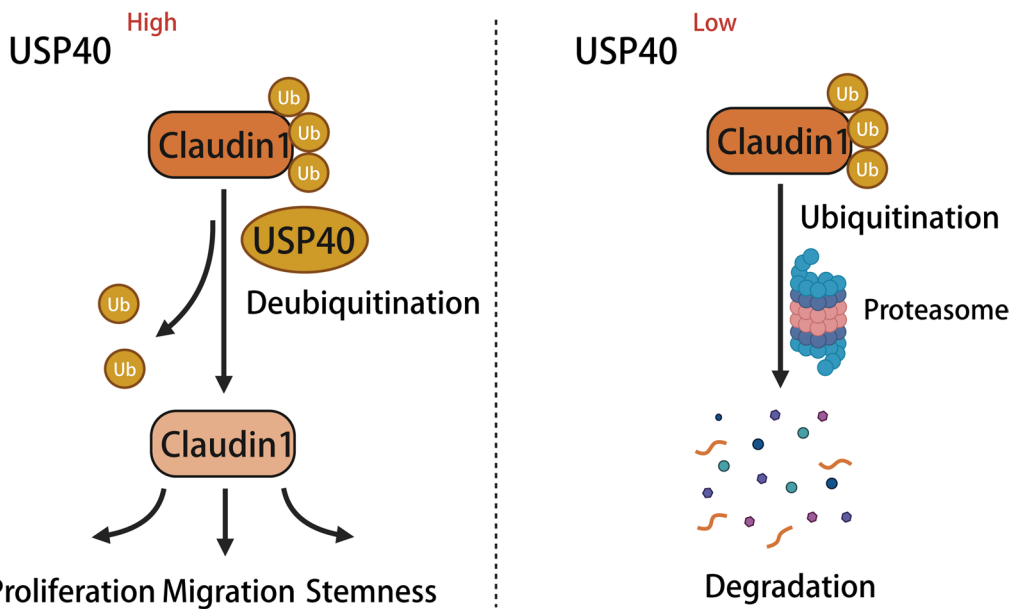 USP40 High
Claudin1
Ub
Ub
Ub
USP40
Deubiquitination
Ub
Ub
Claudin1
Proliferation Migration Stemness
USP40 Low
Claudin1
Ub
Ub
Ub
Ubiquitination
Proteasome
Degradation